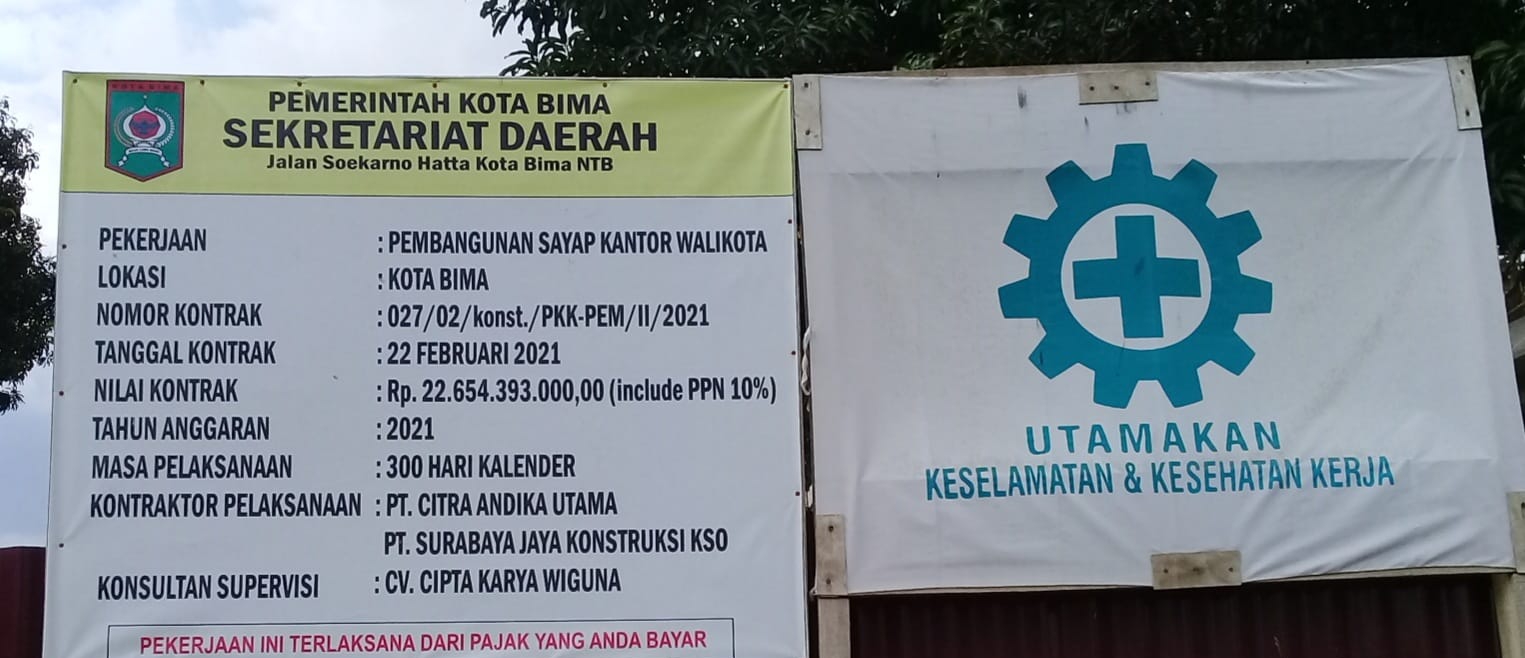 KOTA BIMA
PEMERINTAH KOTA BIMA
SEKRETARIAT DAERAH
Jalan Soekarno Hatta Kota Bima NTB
PEKERJAAN : PEMBANGUNAN SAYAP KANTOR WALIKOTA
LOKASI : KOTA BIMA
NOMOR KONTRAK : 027/02/konst./PKK-PEM/II/2021
TANGGAL KONTRAK : 22 FEBRUARI 2021
NILAI KONTRAK : Rp. 22.654.393.000,00 (include PPN 10%)
TAHUN ANGGARAN : 2021
MASA PELAKSANAAN : 300 HARI KALENDER
KONTRAKTOR PELAKSANAAN : PT. CITRA ANDIKA UTAMA
PT. SURABAYA JAYA KONSTRUKSI KSO
KONSULTAN SUPERVISI : CV. CIPTA KARYA WIGUNA
PEKERJAAN INI TERLAKSANA DARI PAJAK YANG ANDA BAYAR
UTAMAKAN
KESELAMATAN & KESEHATAN KERJA